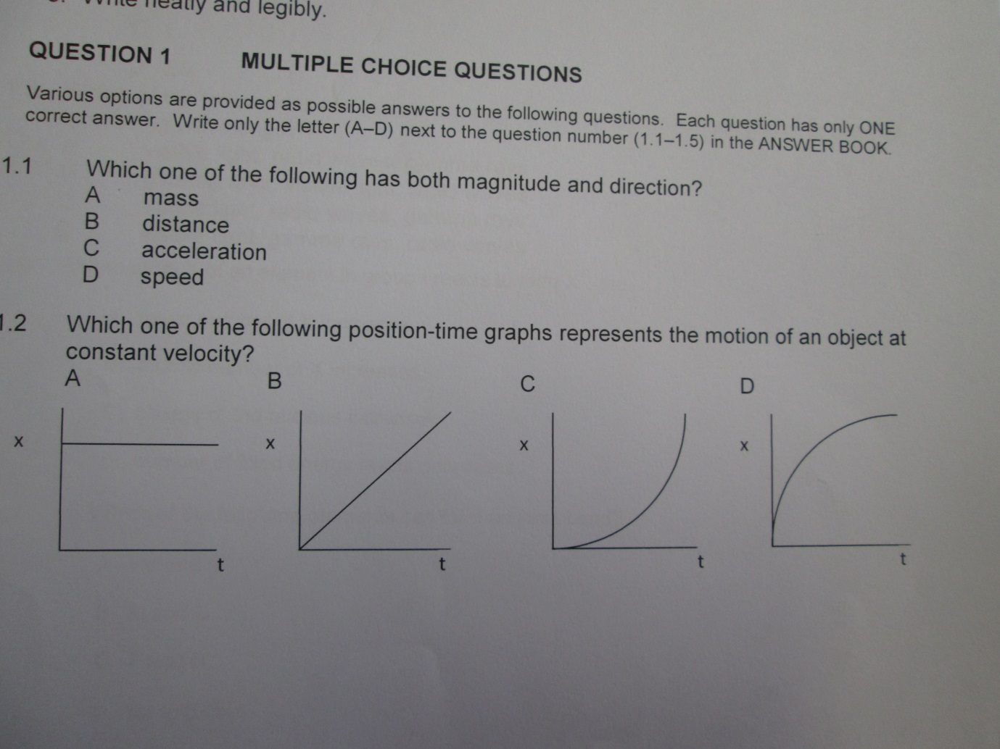 neatly and legibly.
QUESTION 1 MULTIPLE CHOICE QUESTIONS
Various options are provided as possible answers to the following questions. Each question has only ONE
correct answer. Write only the letter (A–D) next to the question number (1.1–1.5) in the ANSWER BOOK.
1.1 Which one of the following has both magnitude and direction?
A mass
B distance
C acceleration
D speed
1.2 Which one of the following position-time graphs represents the motion of an object at
constant velocity?
A B C D
x x x x
t t t t